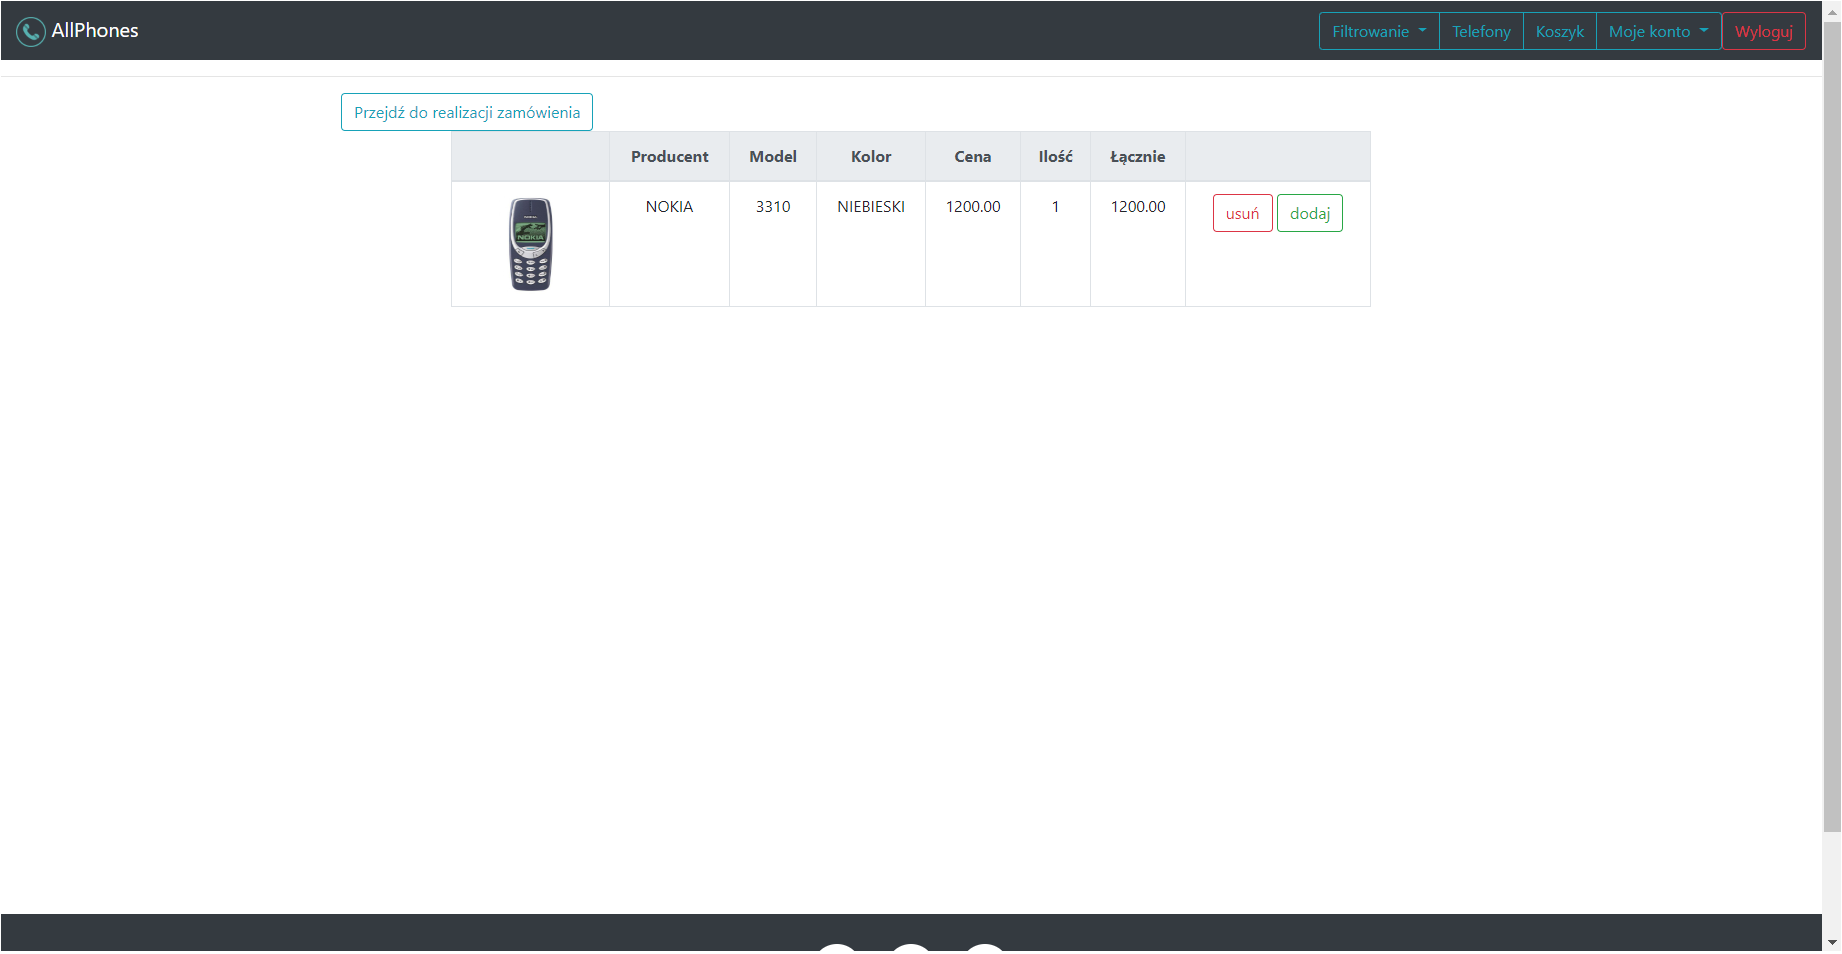 AllPhones
Filtrowanie Telefony Koszyk Moje konto Wyloguj
Przejdź do realizacji zamówienia
Producent Model Kolor Cena Ilość Łącznie
NOKIA 3310 NIEBIESKI 1200.00 1 1200.00 usuń dodaj
NOKIA